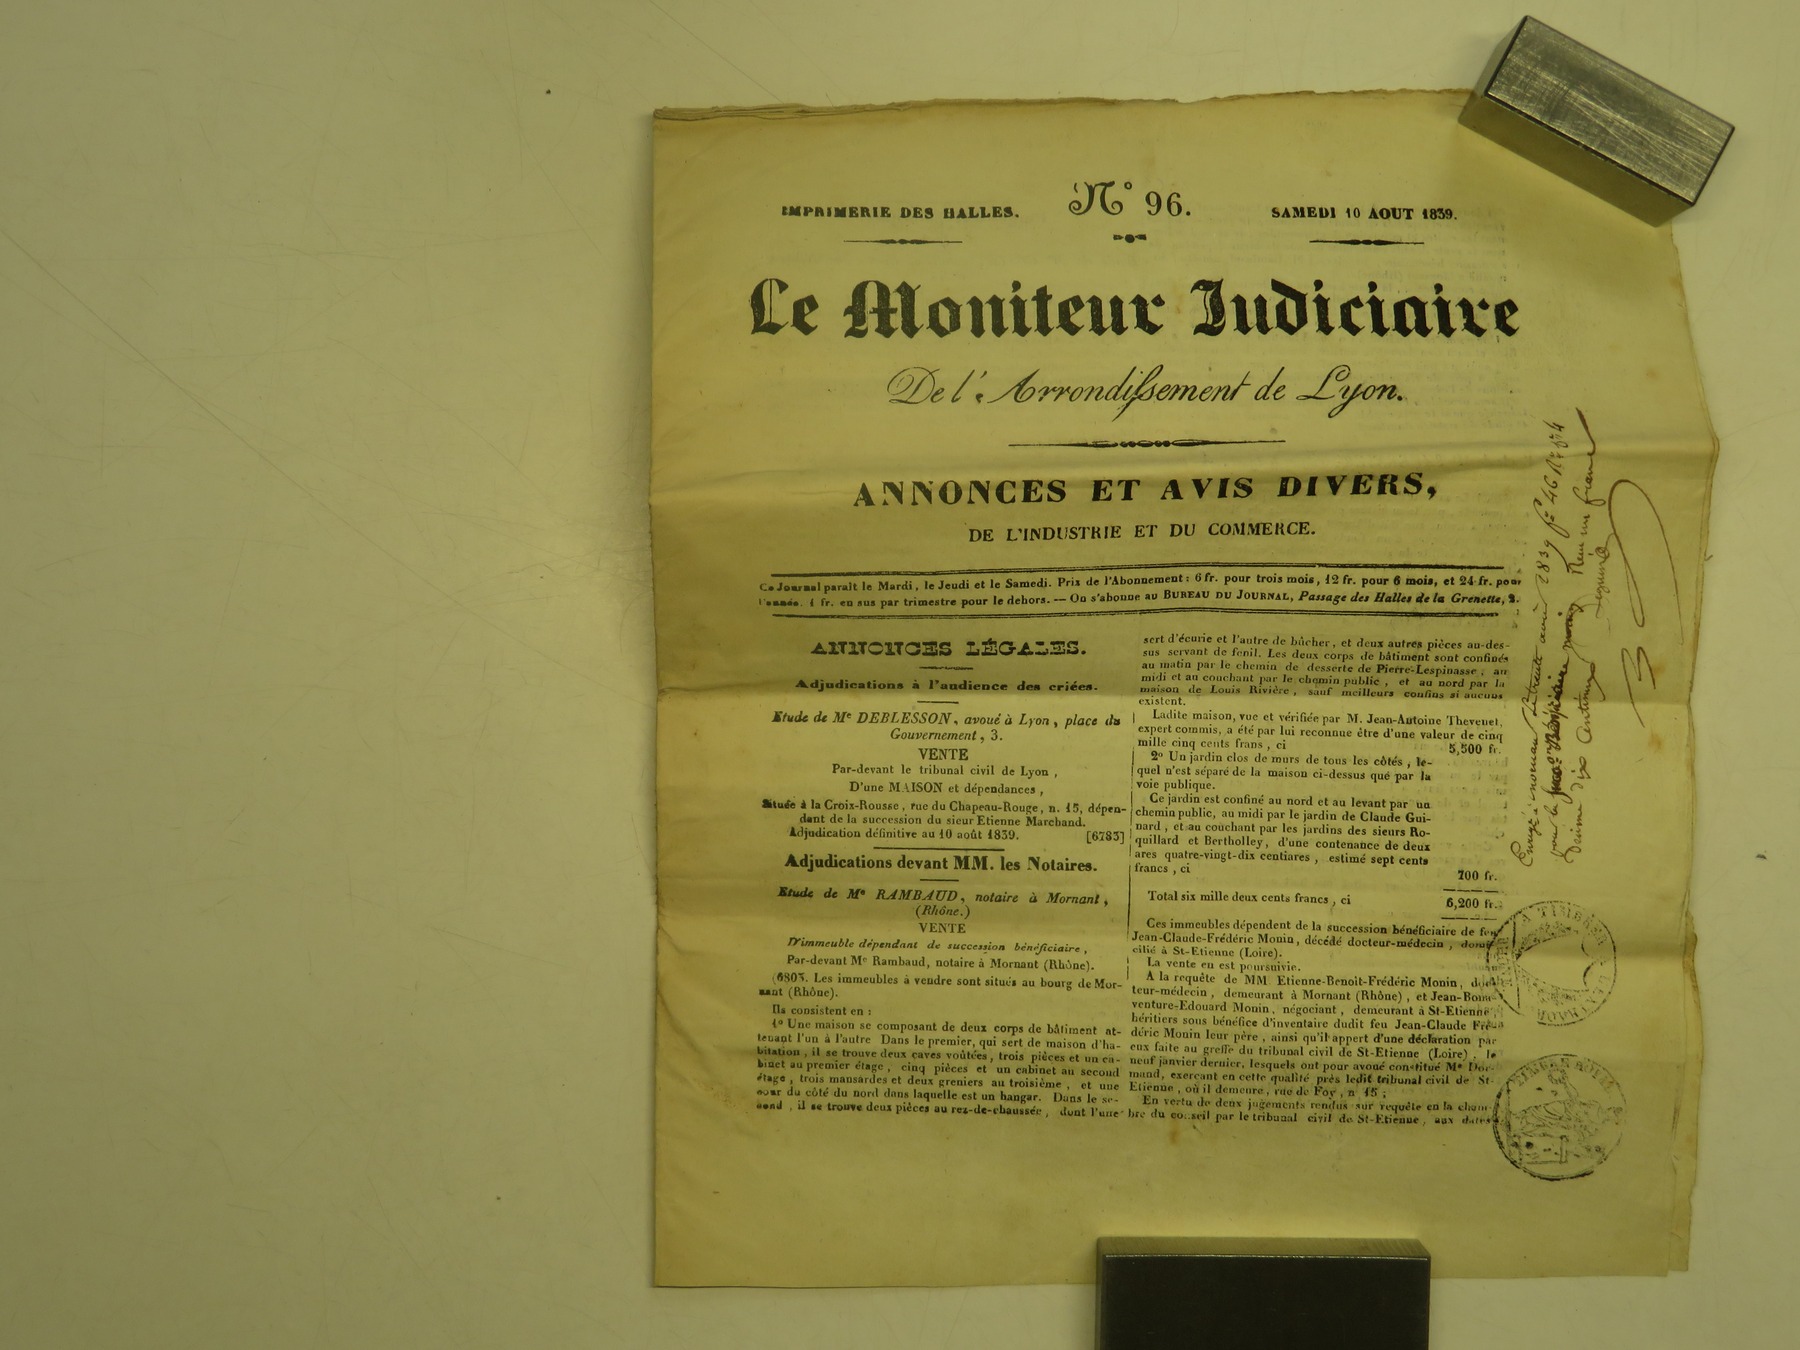 IMPRIMERIE DES HALLES.
N° 96.
SAMEDI 10 AOUT 1839.
Le Moniteur Judiciaire
De l'Arrondissement de Lyon.
ANNONCES ET AVIS DIVERS,
DE L'INDUSTRIE ET DU COMMERCE.
Ce Journal paraît le Mardi, le Jeudi et le Samedi. Prix de l'Abonnement : 6 fr. pour trois mois, 12 fr. pour 6 mois, et 24 fr. pour
l'année. 1 fr. en sus par trimestre pour le dehors. — On s'abonne au BUREAU DU JOURNAL, Passage des Halles de la Grenette, 2.
ANNONCES LÉGALES.
Adjudications à l'audience des criées.
Etude de Me DEBLESSON, avoué à Lyon, place du
Gouvernement, 3.
VENTE
Par-devant le tribunal civil de Lyon,
D'une MAISON et dépendances,
Située à la Croix-Rousse, rue du Chapeau-Rouge, n. 15, dépen-
dant de la succession du sieur Etienne Marchand.
Adjudication définitive au 10 août 1839. [6783]
Adjudications devant MM. les Notaires.
Etude de Me RAMBAUD, notaire à Mornant,
(Rhône.)
VENTE
D'immeuble dépendant de succession bénéficiaire,
Par-devant Me Rambaud, notaire à Mornant (Rhône).
(6803. Les immeubles à vendre sont situés au bourg de Mor-
nant (Rhône).
Ils consistent en :
1° Une maison se composant de deux corps de bâtiment at-
tenant l'un à l'autre Dans le premier, qui sert de maison d'ha-
bitation, il se trouve deux caves voûtées, trois pièces et un ca-
binet au premier étage, cinq pièces et un cabinet au second
étage, trois mansardes et deux greniers au troisième, et une
cour du côté du nord dans laquelle est un hangar. Dans le se-
cond, il se trouve deux pièces au rez-de-chaussée, dont l'une
sert d'écurie et l'autre de bûcher, et deux autres pièces au-des-
sus servant de fenil. Les deux corps de bâtiment sont confinés
au matin par le chemin de desserte de Pierre-Lespinasse; au
midi et au couchant par le chemin public, et au nord par la
maison de Louis Rivière, sauf meilleurs confins si aucuns
existent.
Ladite maison, vue et vérifiée par M. Jean-Antoine Thevenet,
expert commis, a été par lui reconnue être d'une valeur de cinq
mille cinq cents frans, ci 5,500 fr.
2° Un jardin clos de murs de tous les côtés, le-
quel n'est séparé de la maison ci-dessus qué par la
voie publique.
Ce jardin est confiné au nord et au levant par un
chemin public, au midi par le jardin de Claude Gui-
nard, et au couchant par les jardins des sieurs Ro-
quillard et Bertholley, d'une contenance de deux
ares quatre-vingt-dix centiares, estimé sept cents
francs, ci 700 fr.
Total six mille deux cents francs, ci 6,200 fr.
Ces immeubles dépendent de la succession bénéficiaire de feu
Jean-Claude-Frédéric Monin, décédé docteur-médecin, domi-
cilié à St-Etienne (Loire).
La vente en est poursuivie.
A la requête de MM. Etienne-Benoit-Frédéric Monin, doc-
teur-médecin, demeurant à Mornant (Rhône), et Jean-Bona-
venture-Edouard Monin, négociant, demeurant à St-Etienne,
héritiers sous bénéfice d'inventaire dudit feu Jean-Claude Fré-
déric Monin leur père, ainsi qu'il appert d'une déclaration par
eux faite au greffe du tribunal civil de St-Etienne (Loire), le
neuf janvier dernier, lesquels ont pour avoué constitué Me Dor-
mand, exerçant en cette qualité près ledit tribunal civil de St-
Etienne, où il demeure, rue de Foy, n 15;
En vertu de deux jugements rendus sur requête en la cham-
bre du conseil par le tribunal civil de St-Etienne, aux dates
1839 f° 46
dix centimes
TIMBRE ROYAL